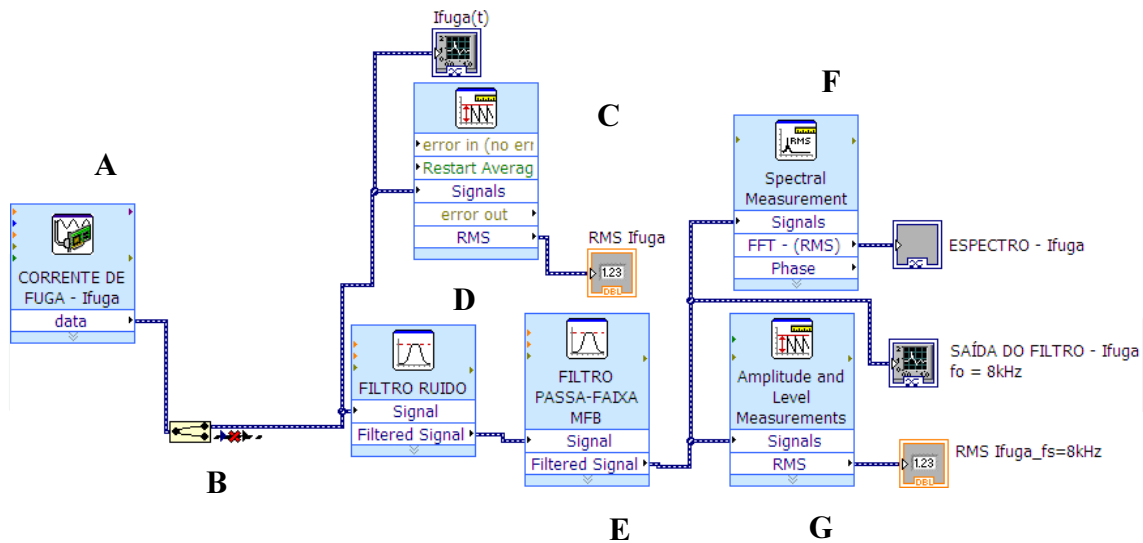 Ifuga(t)
A
B
C
D
E
F
G
CORRENTE DE
FUGA - Ifuga
data
error in (no err
Restart Averag
Signals
error out
RMS
RMS Ifuga
1.23
DBL
FILTRO RUIDO
Signal
Filtered Signal
FILTRO
PASSA-FAIXA
MFB
Signal
Filtered Signal
RMS
Spectral
Measurement
Signals
FFT - (RMS)
Phase
ESPECTRO - Ifuga
SAÍDA DO FILTRO - Ifuga
fo = 8kHz
Amplitude and
Level
Measurements
Signals
RMS
1.23
DBL
RMS Ifuga_fs=8kHz